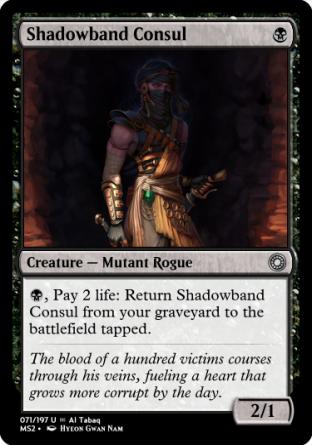 Shadowband Consul
Creature — Mutant Rogue
, Pay 2 life: Return Shadowband
Consul from your graveyard to the
battlefield tapped.
The blood of a hundred victims courses
through his veins, fueling a heart that
grows more corrupt by the day.
2/1
071/197 U — Al Tabaq
MS2 • Hyeon Gwan Nam